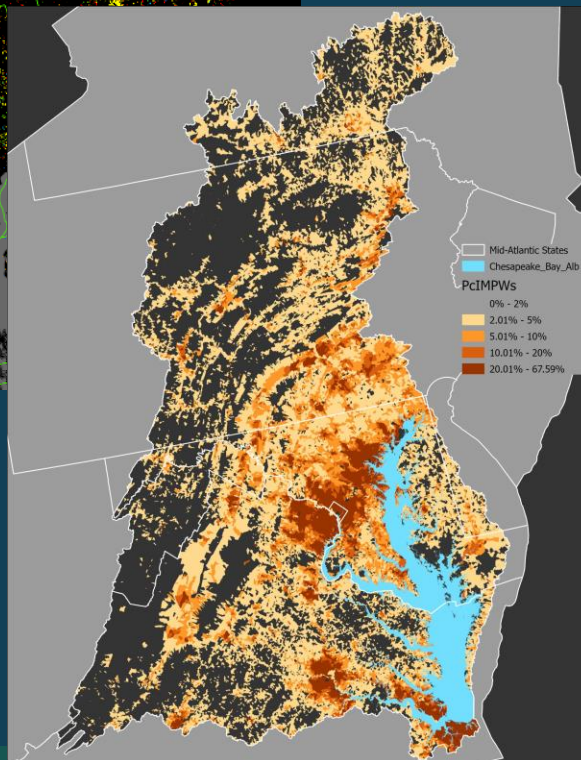 Mid-Atlantic States
Chesapeake_Bay_Alb
PcIMPWs
0% - 2%
2.01% - 5%
5.01% - 10%
10.01% - 20%
20.01% - 67.59%